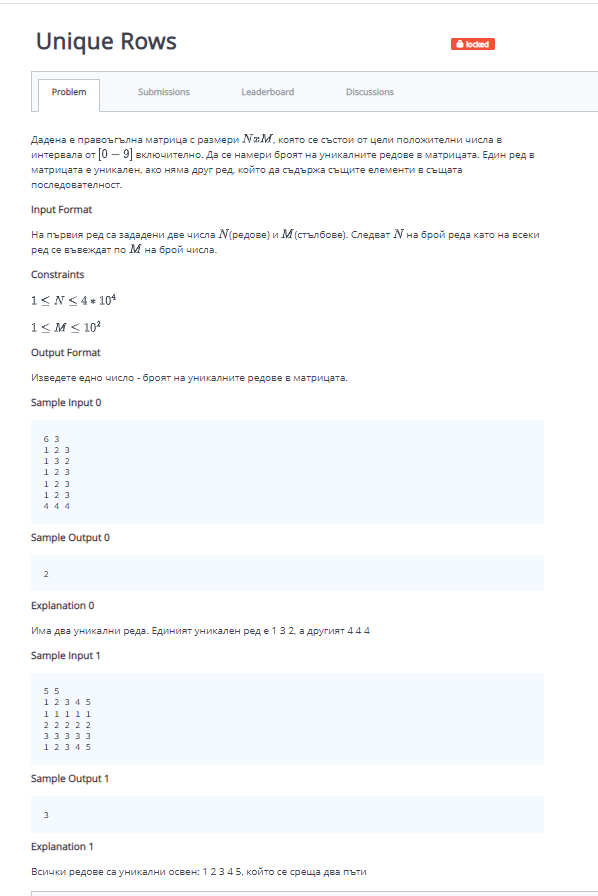 Unique Rows
locked
Problem Submissions Leaderboard Discussions
Дадена е правоъгълна матрица с размери NxM, която се състои от цели положителни числа в
интервала от [0 − 9] включително. Да се намери броят на уникалните редове в матрицата. Един ред в
матрицата е уникален, ако няма друг ред, който да съдържа същите елементи в същата
последователност.
Input Format
На първия ред са зададени две числа N(редове) и M(стълбове). Следват N на брой реда като на всеки
ред се въвеждат по M на брой числа.
Constraints
1 ≤ N ≤ 4 * 10⁴
1 ≤ M ≤ 10²
Output Format
Изведете едно число - броят на уникалните редове в матрицата.
Sample Input 0
6 3
1 2 3
1 3 2
1 2 3
1 2 3
1 2 3
4 4 4
Sample Output 0
2
Explanation 0
Има два уникални реда. Единият уникален ред е 1 3 2, а другият 4 4 4
Sample Input 1
5 5
1 2 3 4 5
1 1 1 1 1
2 2 2 2 2
3 3 3 3 3
1 2 3 4 5
Sample Output 1
3
Explanation 1
Всички редове са уникални освен: 1 2 3 4 5, който се среща два пъти